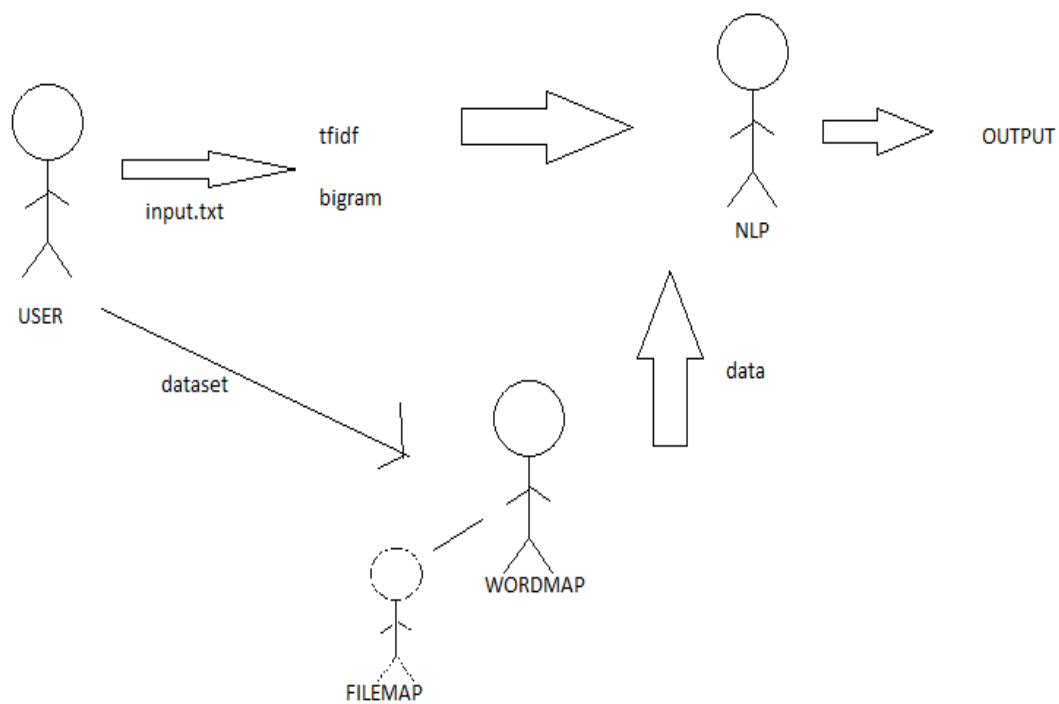 tfidf
OUTPUT
bigram
input.txt
NLP
USER
data
dataset
WORDMAP
FILEMAP